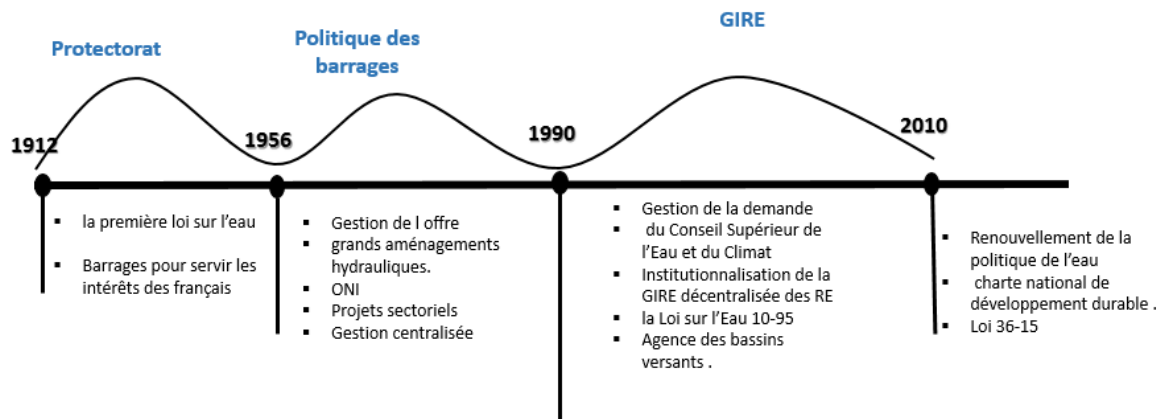 GIRE
Protectorat
Politique des
barrages
1912
1956
1990
2010
▪ la première loi sur l’eau
▪ Barrages pour servir les
intérêts des français
▪ Gestion de l offre
▪ grands aménagements
hydrauliques.
▪ ONI
▪ Projets sectoriels
▪ Gestion centralisée
▪ Gestion de la demande
▪ du Conseil Supérieur de
l’Eau et du Climat
▪ Institutionnalisation de la
GIRE décentralisée des RE
▪ la Loi sur l’Eau 10-95
▪ Agence des bassins
versants .
▪ Renouvellement de la
politique de l’eau
▪ charte national de
développement durable .
▪ Loi 36-15